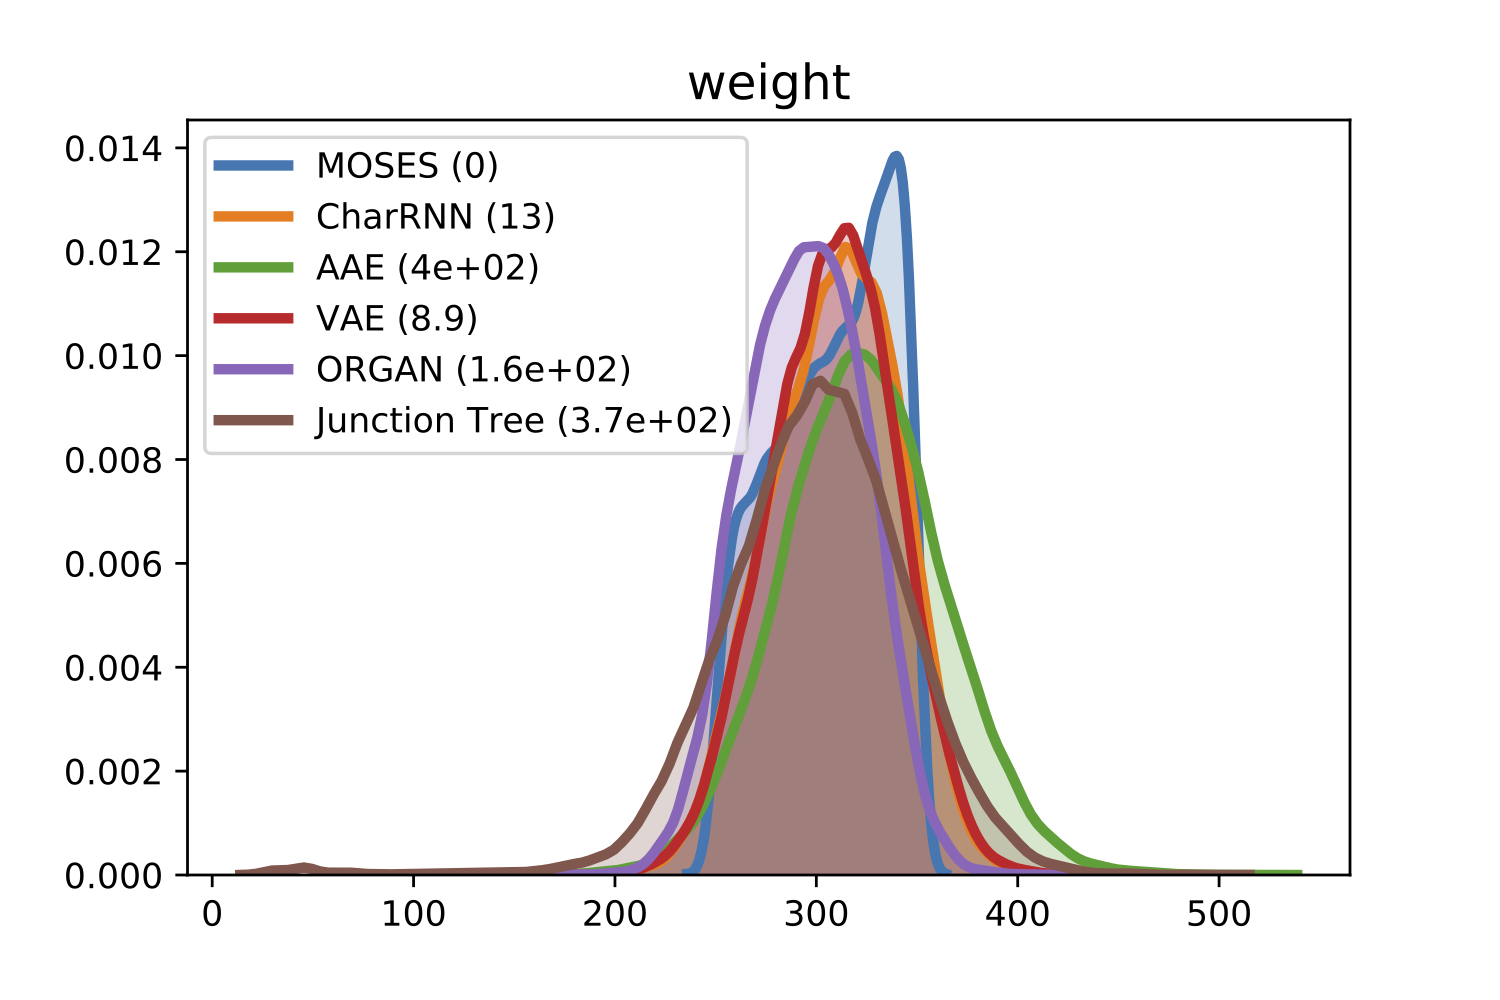 weight
0.014
0.012
0.010
0.008
0.006
0.004
0.002
0.000
MOSES (0)
CharRNN (13)
AAE (4e+02)
VAE (8.9)
ORGAN (1.6e+02)
Junction Tree (3.7e+02)
0 100 200 300 400 500